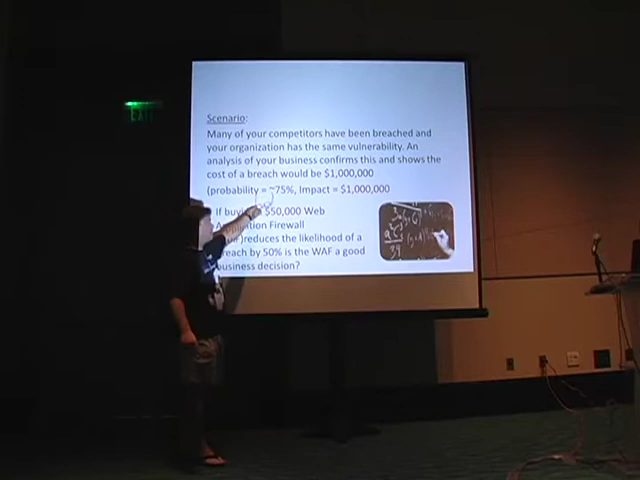 EXIT
Scenario:
Many of your competitors have been breached and
your organization has the same vulnerability. An
analysis of your business confirms this and shows the
cost of a breach would be $1,000,000
(probability = ~75%, Impact = $1,000,000
If buying $50,000 Web
Application Firewall
)reduces the likelihood of a
breach by 50% is the WAF a good
business decision?